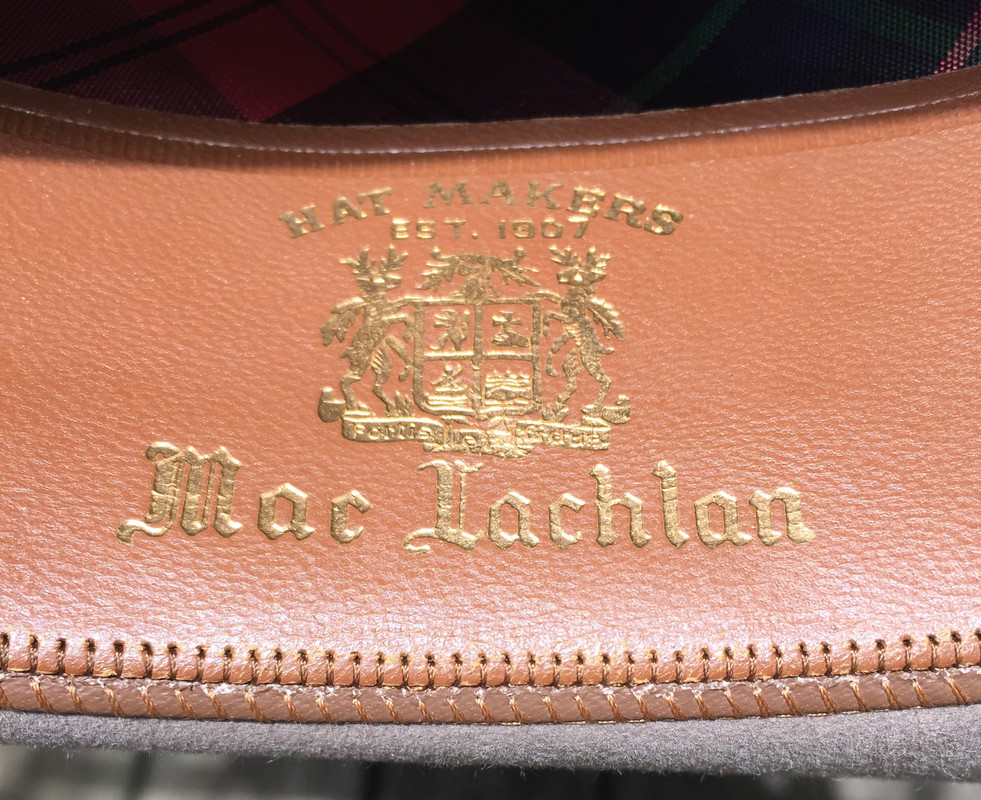 HAT MAKERS
EST. 1907
Mac Lachlan